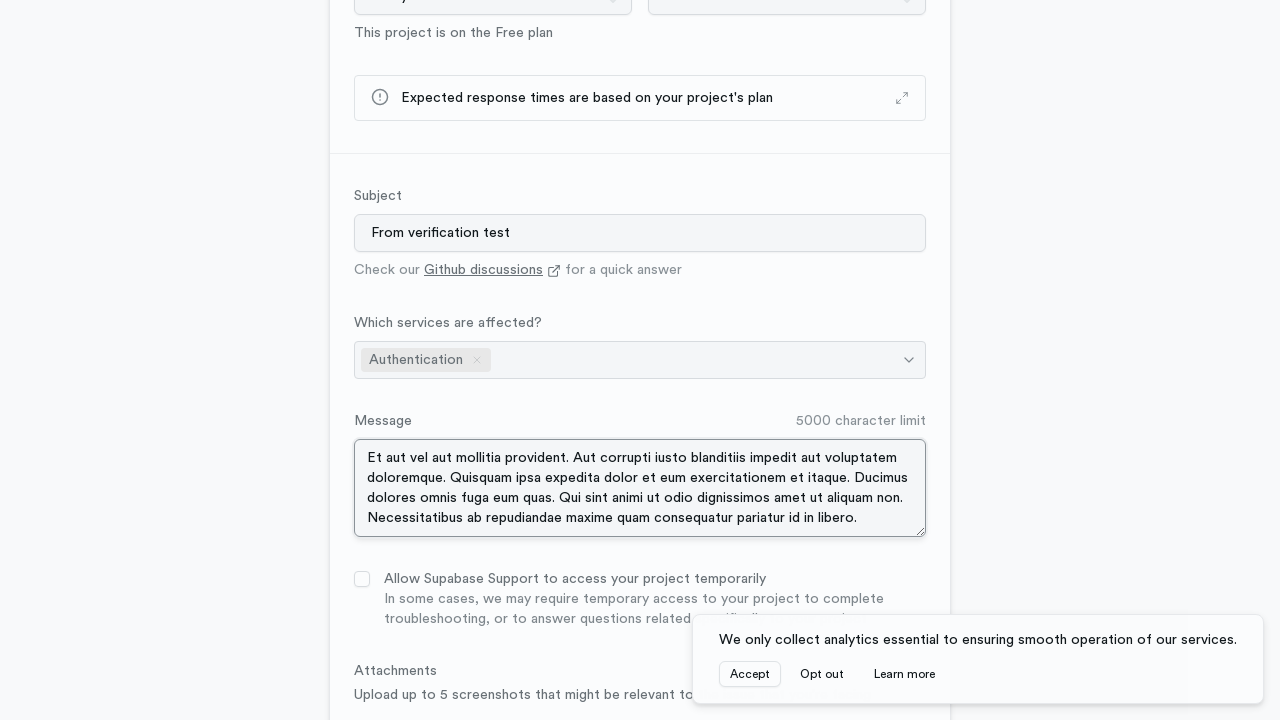 This project is on the Free plan
Expected response times are based on your project's plan
Subject
From verification test
Check our Github discussions for a quick answer
Which services are affected?
Authentication
Message 5000 character limit
Et aut vel aut mollitia provident. Aut corrupti iusto blanditiis impedit aut voluptatem
doloremque. Quisquam ipsa expedita dolor et eum exercitationem et itaque. Ducimus
dolores omnis fuga eum quas. Qui sint animi ut odio dignissimos amet ut aliquam non.
Necessitatibus ab repudiandae maxime quam consequatur pariatur id in libero.
Allow Supabase Support to access your project temporarily
In some cases, we may require temporary access to your project to complete
troubleshooting, or to answer questions related
We only collect analytics essential to ensuring smooth operation of our services.
Accept Opt out Learn more
Attachments
Upload up to 5 screenshots that might be relevant to